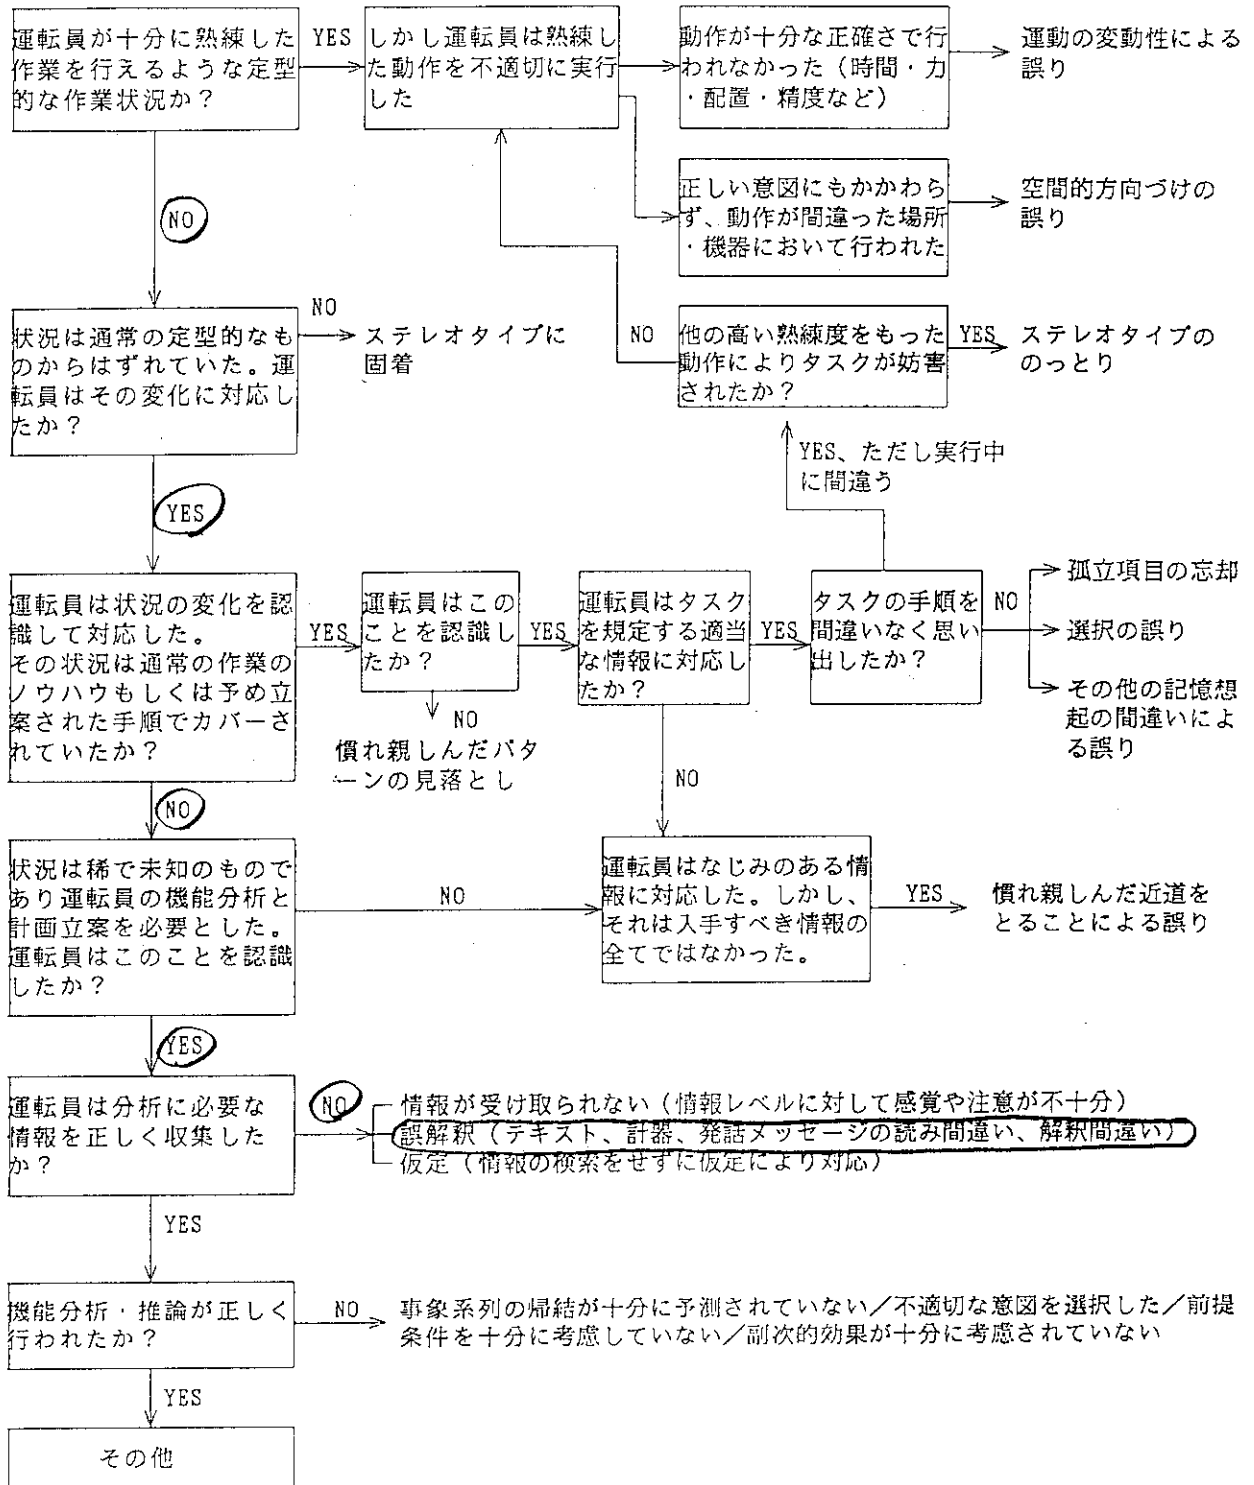 運転員が十分に熟練した
作業を行えるような定型
的な作業状況か？
YES
しかし運転員は熟練し
た動作を不適切に実行
した
動作が十分な正確さで行
われなかった（時間・力
・配置・精度など）
運動の変動性による
誤り
正しい意図にもかかわら
ず、動作が間違った場所
・機器において行われた
空間的方向づけの
誤り
NO
状況は通常の定型的なも
のからはずれていた。運
転員はその変化に対応し
たか？
NO
ステレオタイプに
固着
NO
他の高い熟練度をもった
動作によりタスクが妨害
されたか？
YES
ステレオタイプの
のっとり
YES、ただし実行中
に間違う
YES
運転員は状況の変化を認
識して対応した。
その状況は通常の作業の
ノウハウもしくは予め立
案された手順でカバーさ
れていたか？
YES
運転員はこの
ことを認識し
たか？
YES
運転員はタスク
を規定する適当
な情報に対応し
たか？
YES
タスクの手順を
間違いなく思い
出したか？
NO
孤立項目の忘却
選択の誤り
その他の記憶想
起の間違いによ
る誤り
NO
慣れ親しんだパタ
ーンの見落とし
NO
NO
状況は稀で未知のもので
あり運転員の機能分析と
計画立案を必要とした。
運転員はこのことを認識
したか？
NO
運転員はなじみのある情
報に対応した。しかし、
それは入手すべき情報の
全てではなかった。
YES
慣れ親しんだ近道を
とることによる誤り
YES
運転員は分析に必要な
情報を正しく収集した
か？
NO
情報が受け取られない（情報レベルに対して感覚や注意が不十分）
誤解釈（テキスト、計器、発話メッセージの読み間違い、解釈間違い）
仮定（情報の検索をせずに仮定により対応）
YES
機能分析・推論が正しく
行われたか？
NO
事象系列の帰結が十分に予測されていない／不適切な意図を選択した／前提
条件を十分に考慮していない／副次的効果が十分に考慮されていない
YES
その他